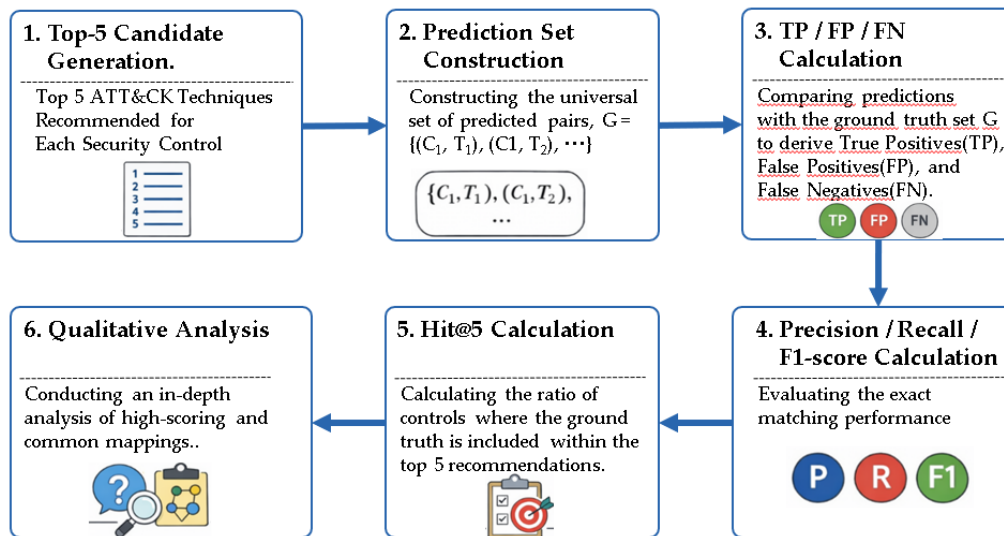 1. Top-5 Candidate
Generation.
Top 5 ATT&CK Techniques
Recommended for
Each Security Control
1
2
3
4
5
2. Prediction Set
Construction
Constructing the universal
set of predicted pairs, G =
{(C₁, T₁), (C1, T₂), ⋯}
{C₁,T₁), (C₁,T₂),
...
3. TP / FP / FN
Calculation
Comparing predictions
with the ground truth set G
to derive True Positives(TP),
False Positives(FP), and
False Negatives(FN).
TP FP FN
4. Precision / Recall /
F1-score Calculation
Evaluating the exact
matching performance
P R F1
5. Hit@5 Calculation
Calculating the ratio of
controls where the ground
truth is included within the
top 5 recommendations.
6. Qualitative Analysis
Conducting an in-depth
analysis of high-scoring and
common mappings..
?